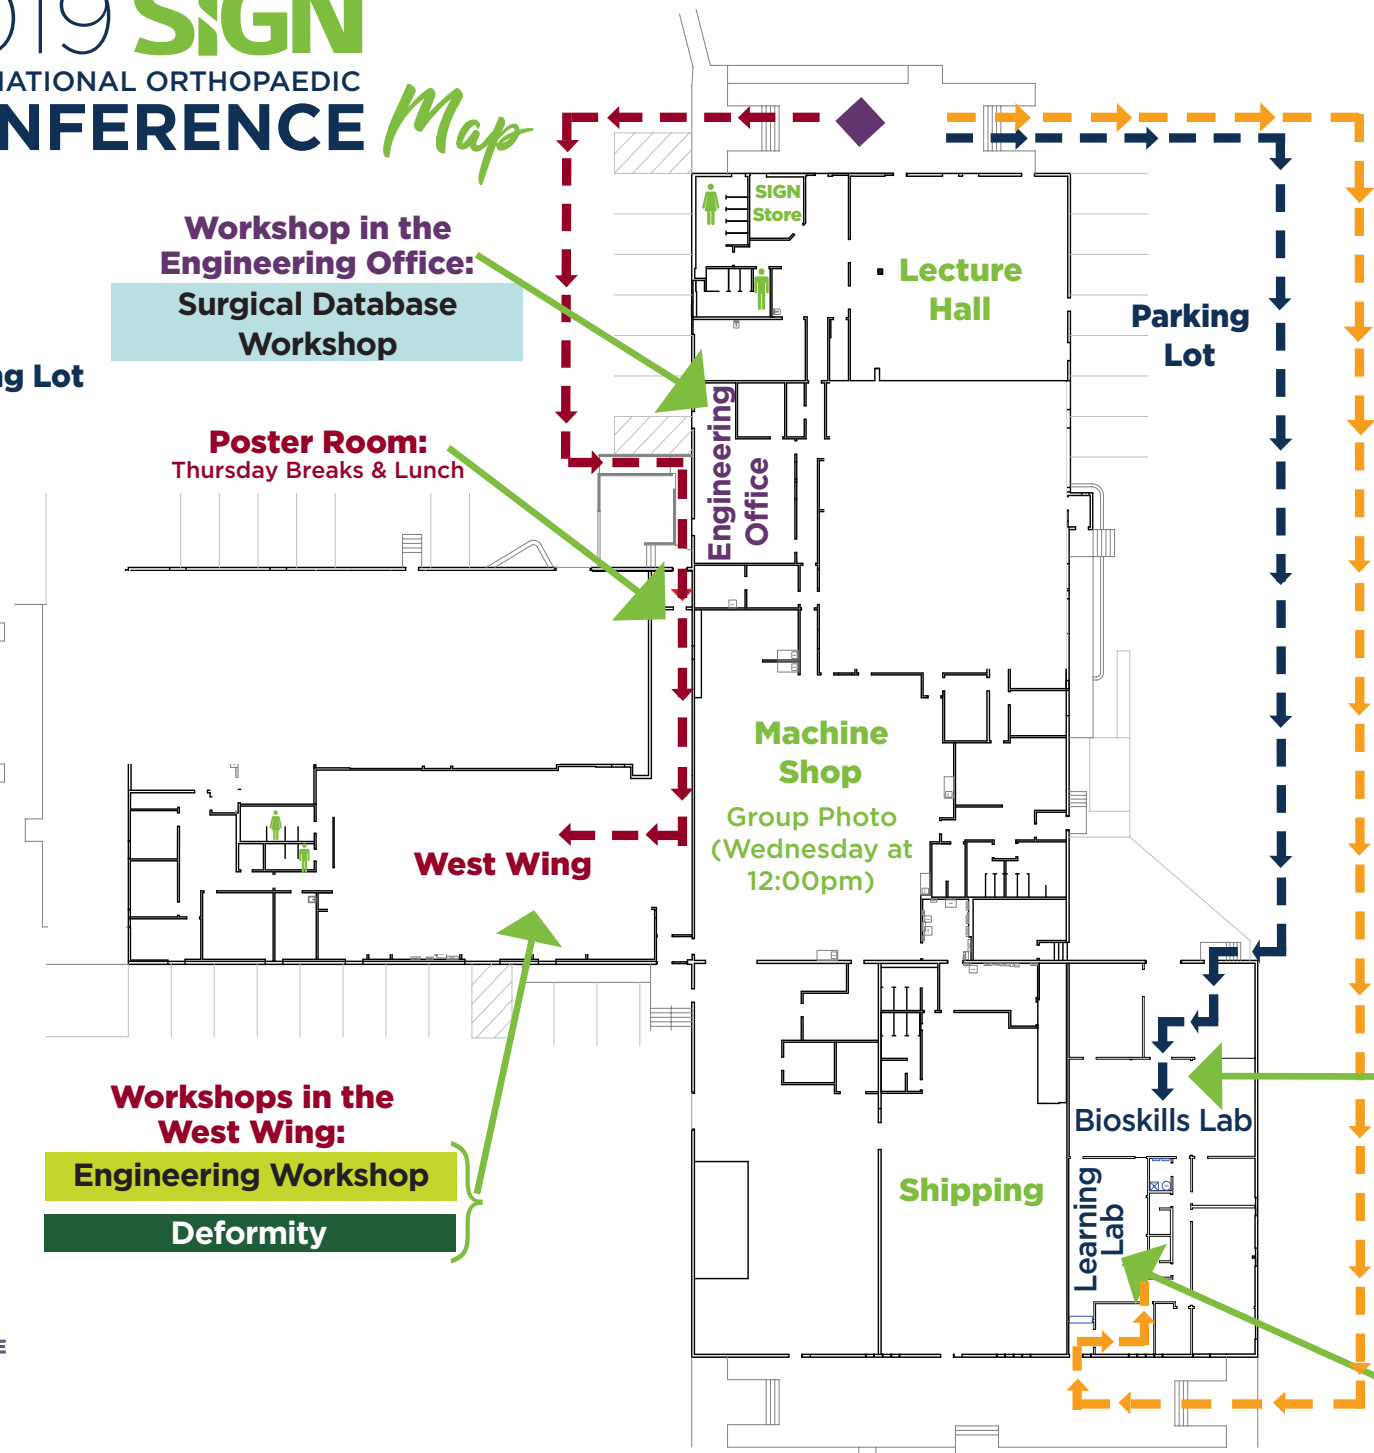 019 SIGN
NATIONAL ORTHOPAEDIC
NFERENCE Map
SIGN
Store
Workshop in the
Engineering Office:
Surgical Database
Workshop
Lecture
Hall
Parking
Lot
ng Lot
Engineering
Office
Poster Room:
Thursday Breaks & Lunch
Machine
Shop
Group Photo
(Wednesday at
12:00pm)
West Wing
Workshops in the
West Wing:
Engineering Workshop
Deformity
Bioskills Lab
Shipping
Learning
Lab
E